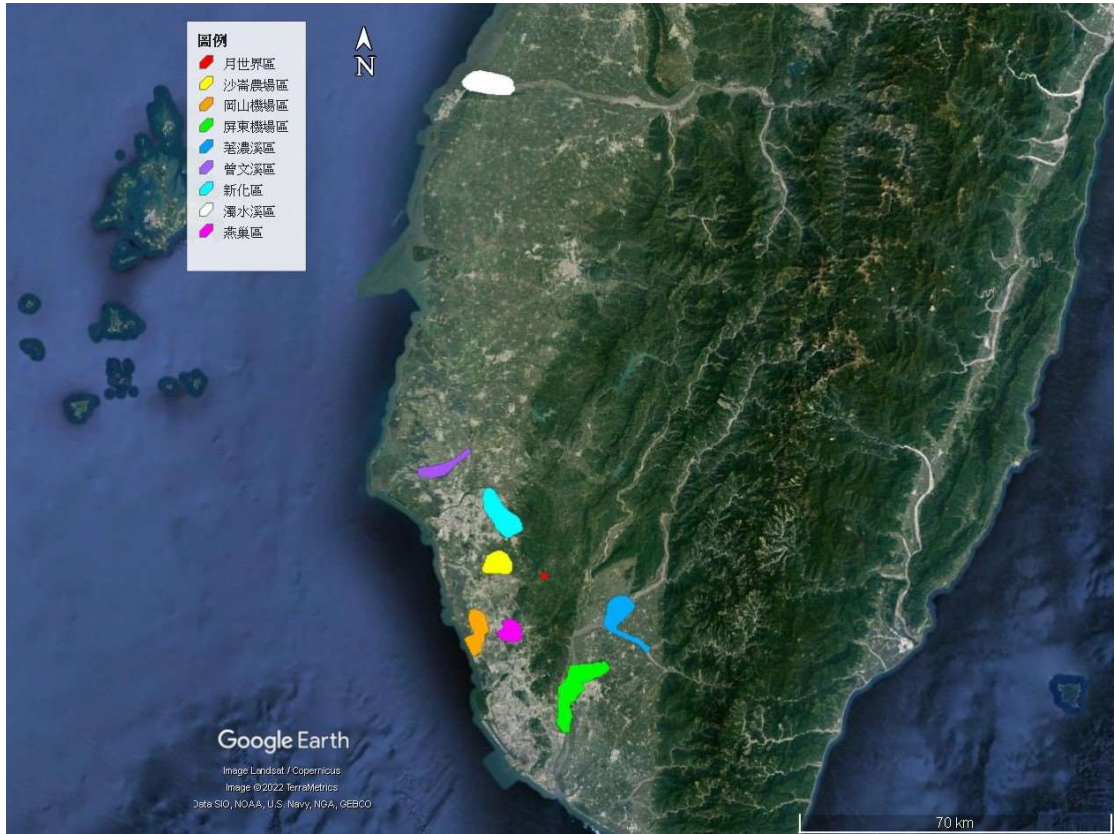 圖例
月世界區
沙崙農場區
岡山機場區
屏東機場區
荖濃溪區
曾文溪區
新化區
濁水溪區
燕巢區
N
Google Earth
Image Landsat / Copernicus
Image © 2022 TerraMetrics
Data SIO, NOAA, U.S. Navy, NGA, GEBCO
70 km